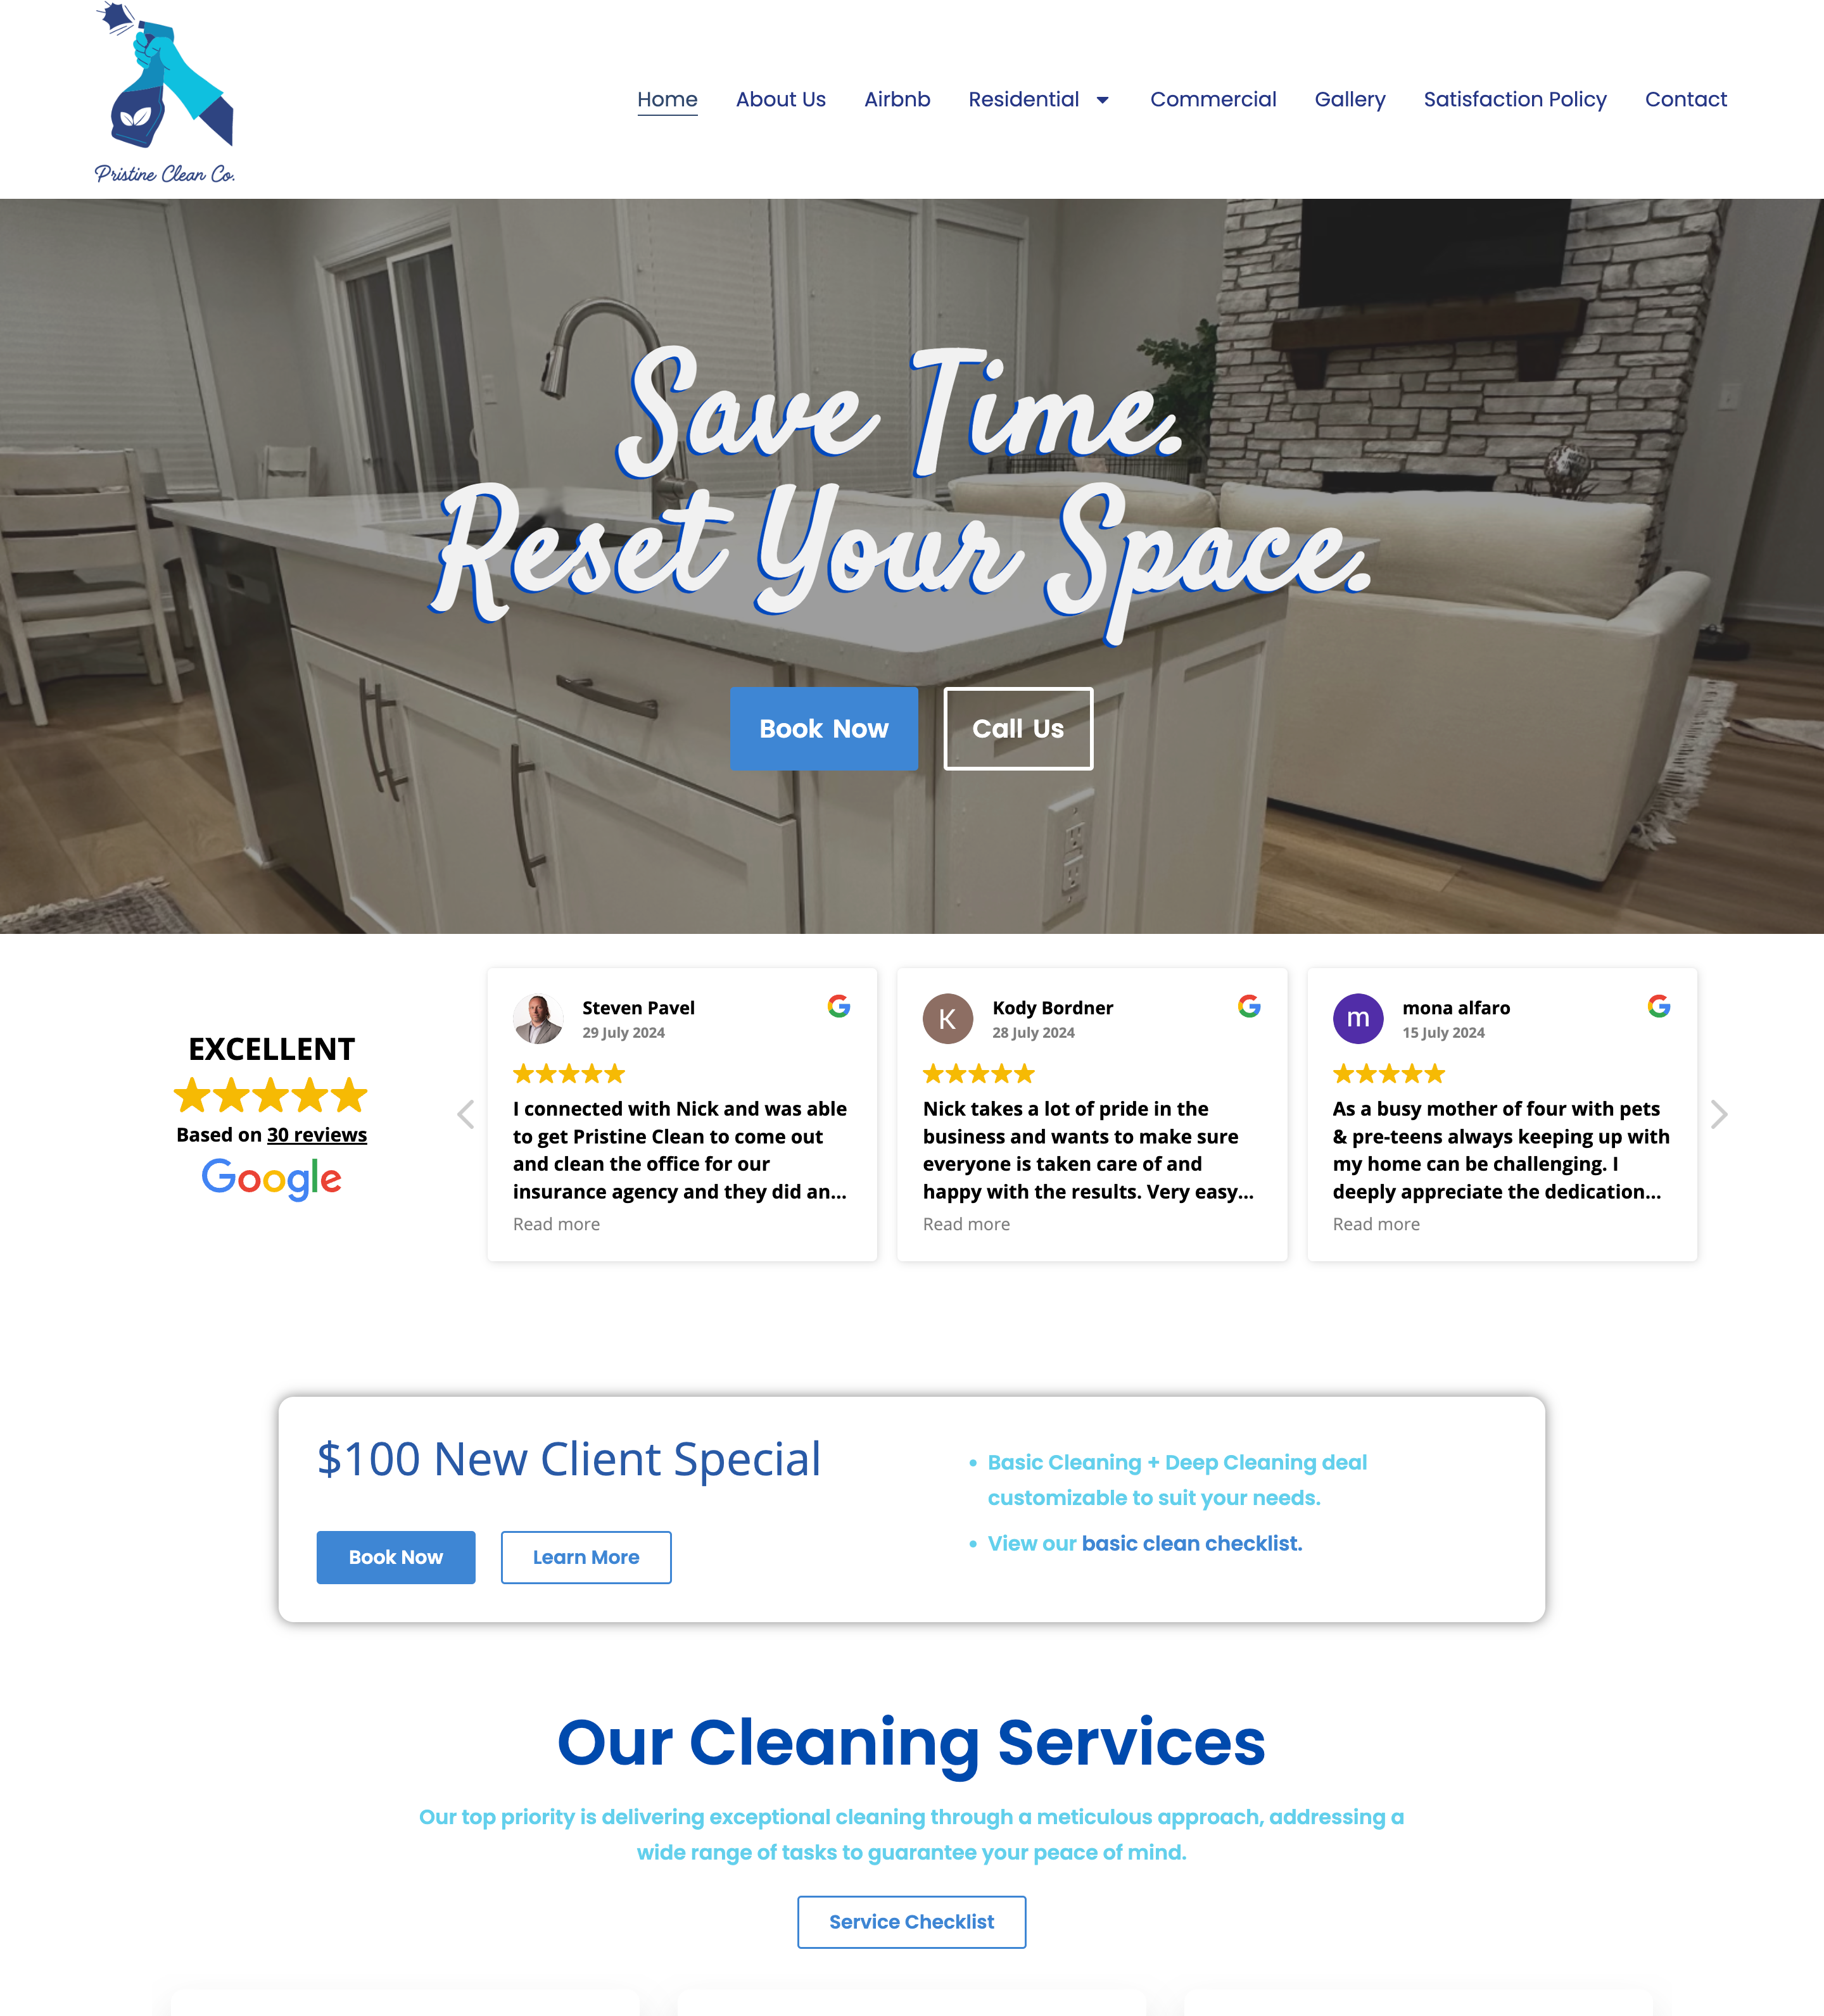 Pristine Clean Co.
Home
About Us
Airbnb
Residential
Commercial
Gallery
Satisfaction Policy
Contact
Save Time.
Reset Your Space.
Book Now
Call Us
EXCELLENT
Based on 30 reviews
Google
Steven Pavel
29 July 2024
I connected with Nick and was able
to get Pristine Clean to come out
and clean the office for our
insurance agency and they did an...
Read more
K
Kody Bordner
28 July 2024
Nick takes a lot of pride in the
business and wants to make sure
everyone is taken care of and
happy with the results. Very easy...
Read more
m
mona alfaro
15 July 2024
As a busy mother of four with pets
& pre-teens always keeping up with
my home can be challenging. I
deeply appreciate the dedication...
Read more
$100 New Client Special
Book Now
Learn More
• Basic Cleaning + Deep Cleaning deal
customizable to suit your needs.
• View our basic clean checklist.
Our Cleaning Services
Our top priority is delivering exceptional cleaning through a meticulous approach, addressing a
wide range of tasks to guarantee your peace of mind.
Service Checklist